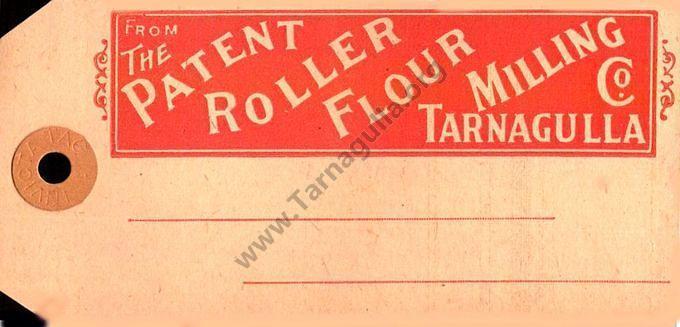 FROM
THE
PATENT
ROLLER
FLOUR
MILLING
Co.
TARNAGULLA
www.Tarnagulla.org